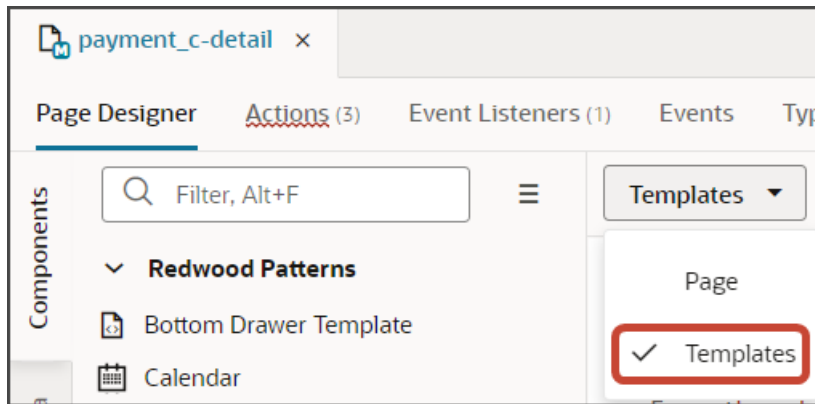 payment_c-detail ×
Page Designer Actions (3) Event Listeners (1) Events
Components
Filter, Alt+F
Templates
Redwood Patterns
Page
Bottom Drawer Template
Templates
Calendar